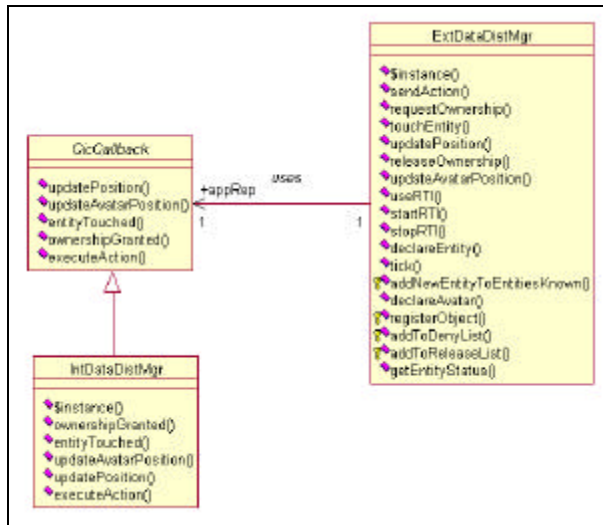 ExtDataDistMgr
$instance()
sendAction()
requestOwnership()
touchEntity()
updatePosition()
releaseOwnership()
updateAvatarPosition()
useRTI()
startRTI()
stopRTI()
declareEntity()
tick()
addNewEntityToEntitiesKnown()
declareAvatar()
registerObject()
addToDenyList()
addToReleaseList()
getEntityStatus()
GicCallback
updatePosition()
updateAvatarPosition()
entityTouched()
ownershipGranted()
executeAction()
uses
+appRep
1
1
IntDataDistMgr
$instance()
ownershipGranted()
entityTouched()
updateAvatarPosition()
updatePosition()
executeAction()